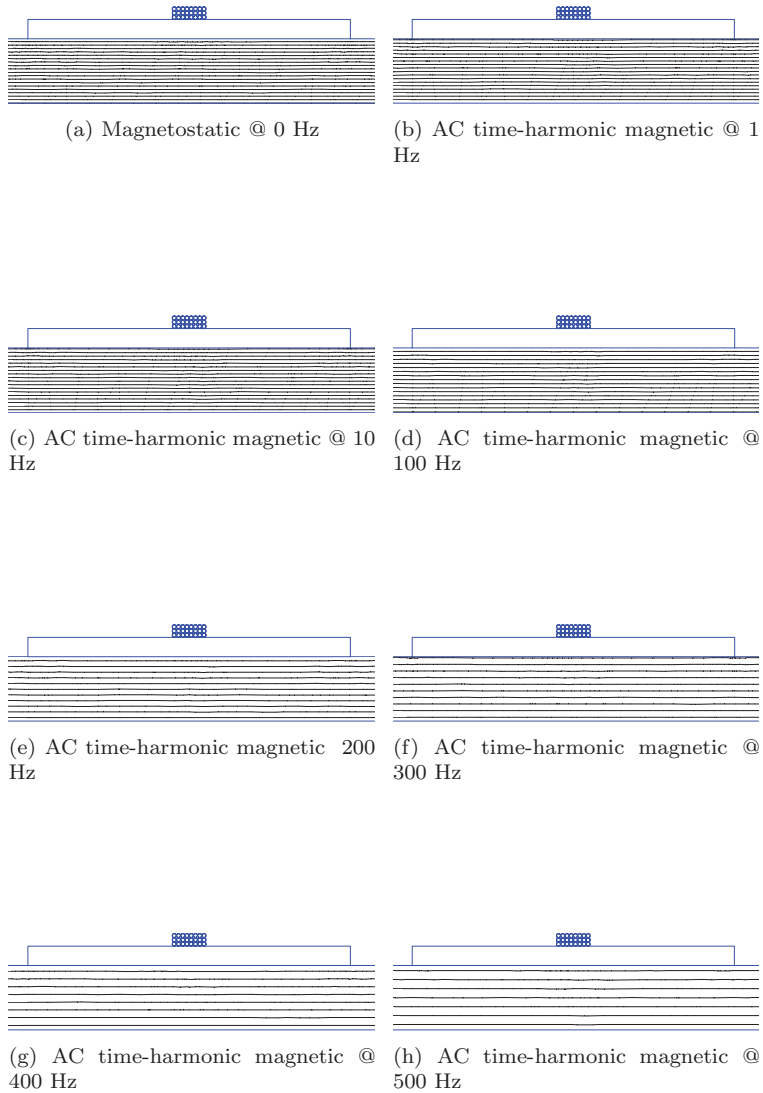 (a) Magnetostatic @ 0 Hz
(b) AC time-harmonic magnetic @ 1
Hz
(c) AC time-harmonic magnetic @ 10
Hz
(d) AC time-harmonic magnetic @
100 Hz
(e) AC time-harmonic magnetic 200
Hz
(f) AC time-harmonic magnetic @
300 Hz
(g) AC time-harmonic magnetic @
400 Hz
(h) AC time-harmonic magnetic @
500 Hz